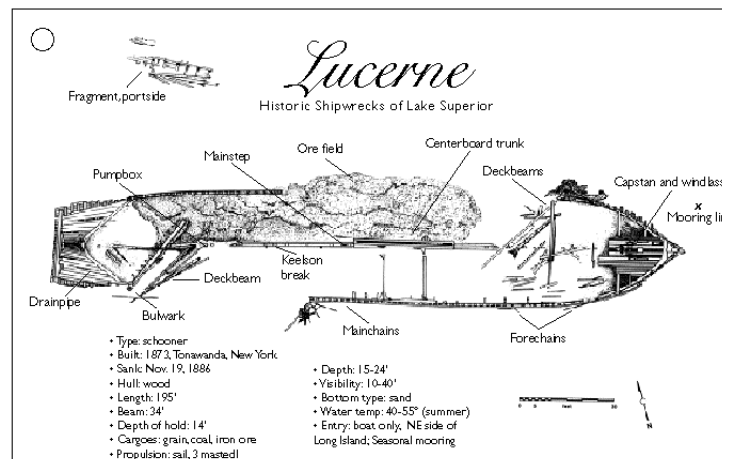 Lucerne
Historic Shipwrecks of Lake Superior
Fragment, portside
Ore field
Centerboard trunk
Mainstep
Deckbeams
Pumpbox
Capstan and windlass
x
Mooring li
Keelson
break
Deckbeam
Drainpipe
Bulwark
Mainchains
Forechains
• Type: schooner
• Built: 1873, Tonawanda, New York
• Sank: Nov. 19, 1886
• Hull: wood
• Length: 195'
• Beam: 34'
• Depth of hold: 14'
• Cargoes: grain, coal, iron ore
• Propulsion: sail, 3 masted
• Depth: 15-24'
• Visibility: 10-40'
• Bottom type: sand
• Water temp: 40-55° (summer)
• Entry: boat only, NE side of
Long Island; Seasonal mooring
N